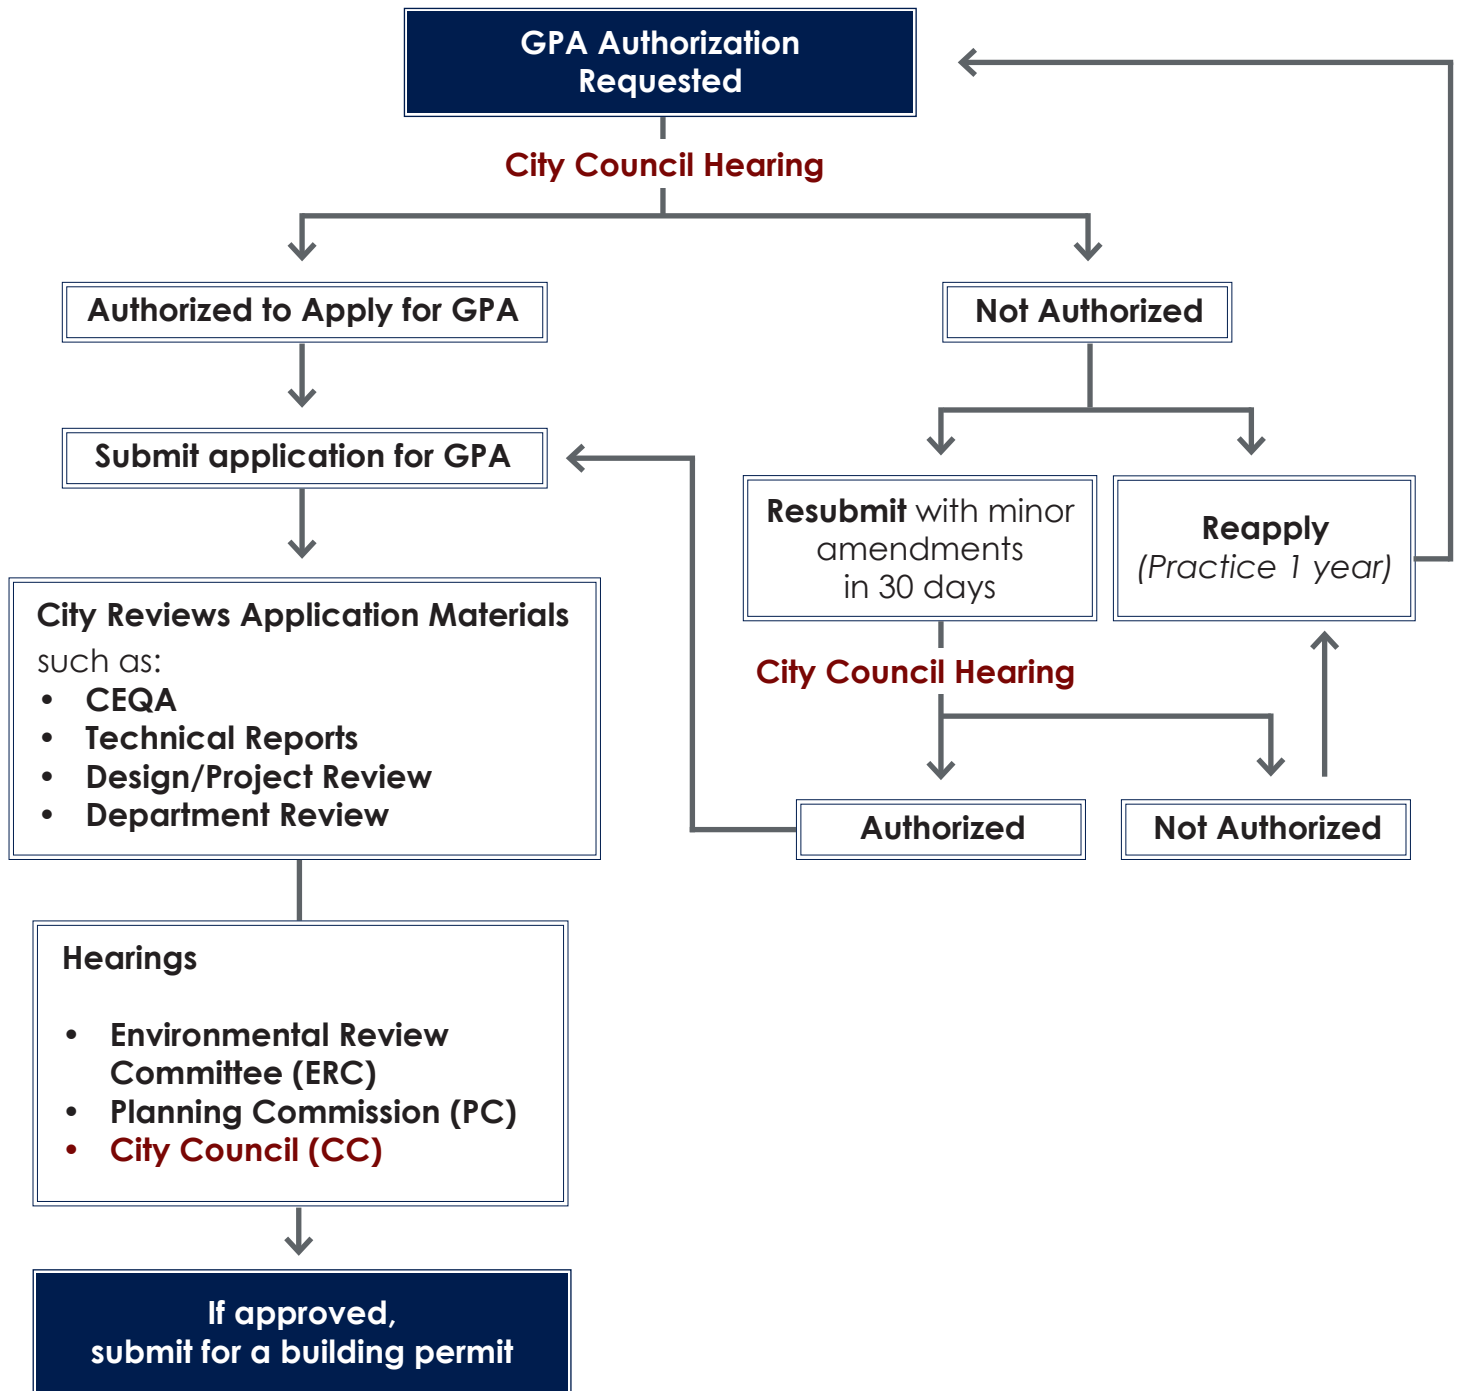 GPA Authorization
Requested
City Council Hearing
Authorized to Apply for GPA
Not Authorized
Submit application for GPA
Resubmit with minor
amendments
in 30 days
Reapply
(Practice 1 year)
City Council Hearing
Authorized
Not Authorized
City Reviews Application Materials
such as:
• CEQA
• Technical Reports
• Design/Project Review
• Department Review
Hearings
• Environmental Review
Committee (ERC)
• Planning Commission (PC)
• City Council (CC)
If approved,
submit for a building permit